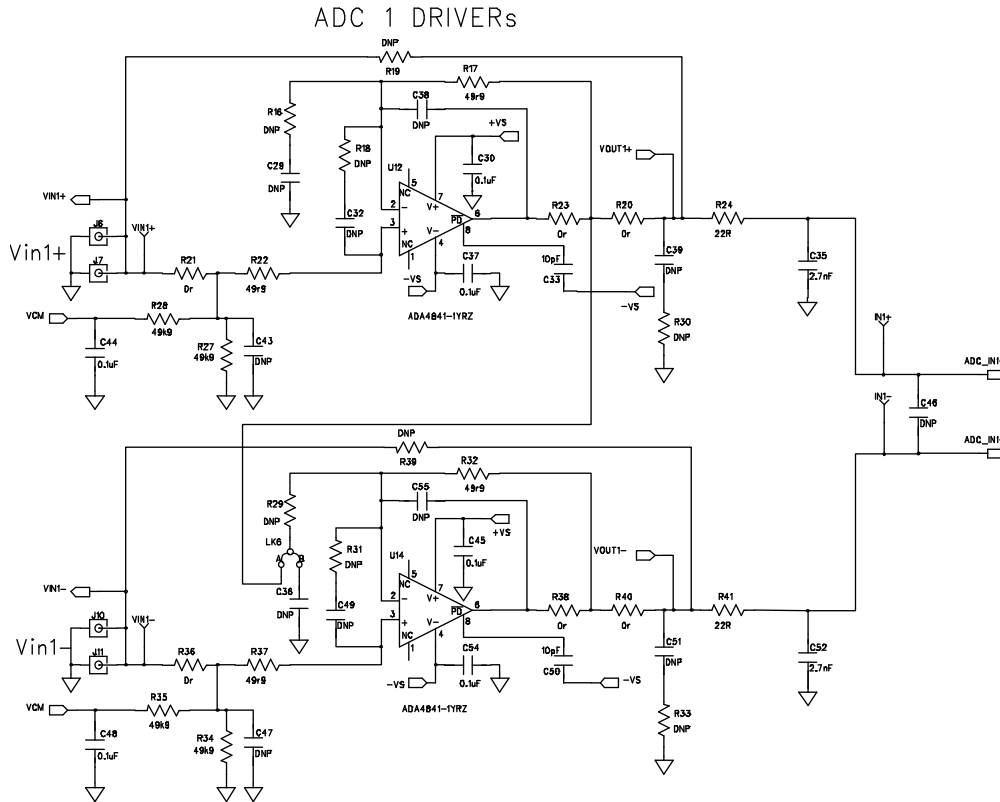 ADC 1 DRIVERs
DNP
R19
R17
49r9
C38
DNP
R16
DNP
+VS
R18
DNP
C30
0.1uF
VOUT1+
U12
C29
DNP
NC
5
7
V+
2
-
C32
DNP
3
+
PD
6
8
V-
NC
1
4
VIN1+
J6
VIN1+
Vin1+
J7
R23
0r
R20
0r
R24
22R
C39
DNP
C35
2.7nF
R21
0r
R22
49r9
-VS
C37
0.1uF
10pF
C33
-VS
ADA4841-1YRZ
VCM
R28
49k9
C44
0.1uF
R27
49k9
C43
DNP
R30
DNP
IN1+
ADC_IN1+
IN1-
C46
DNP
ADC_IN1-
DNP
R39
R32
49r9
C55
DNP
R29
DNP
+VS
LK6
A
B
R31
DNP
C45
0.1uF
VOUT1-
U14
C36
DNP
NC
5
7
V+
2
-
C49
DNP
3
+
PD
6
8
V-
NC
1
4
VIN1-
J10
VIN1-
Vin1-
J11
R38
0r
R40
0r
R41
22R
C51
DNP
C52
2.7nF
R36
0r
R37
49r9
-VS
C54
0.1uF
10pF
C50
-VS
ADA4841-1YRZ
VCM
R35
49k9
C48
0.1uF
R34
49k9
C47
DNP
R33
DNP